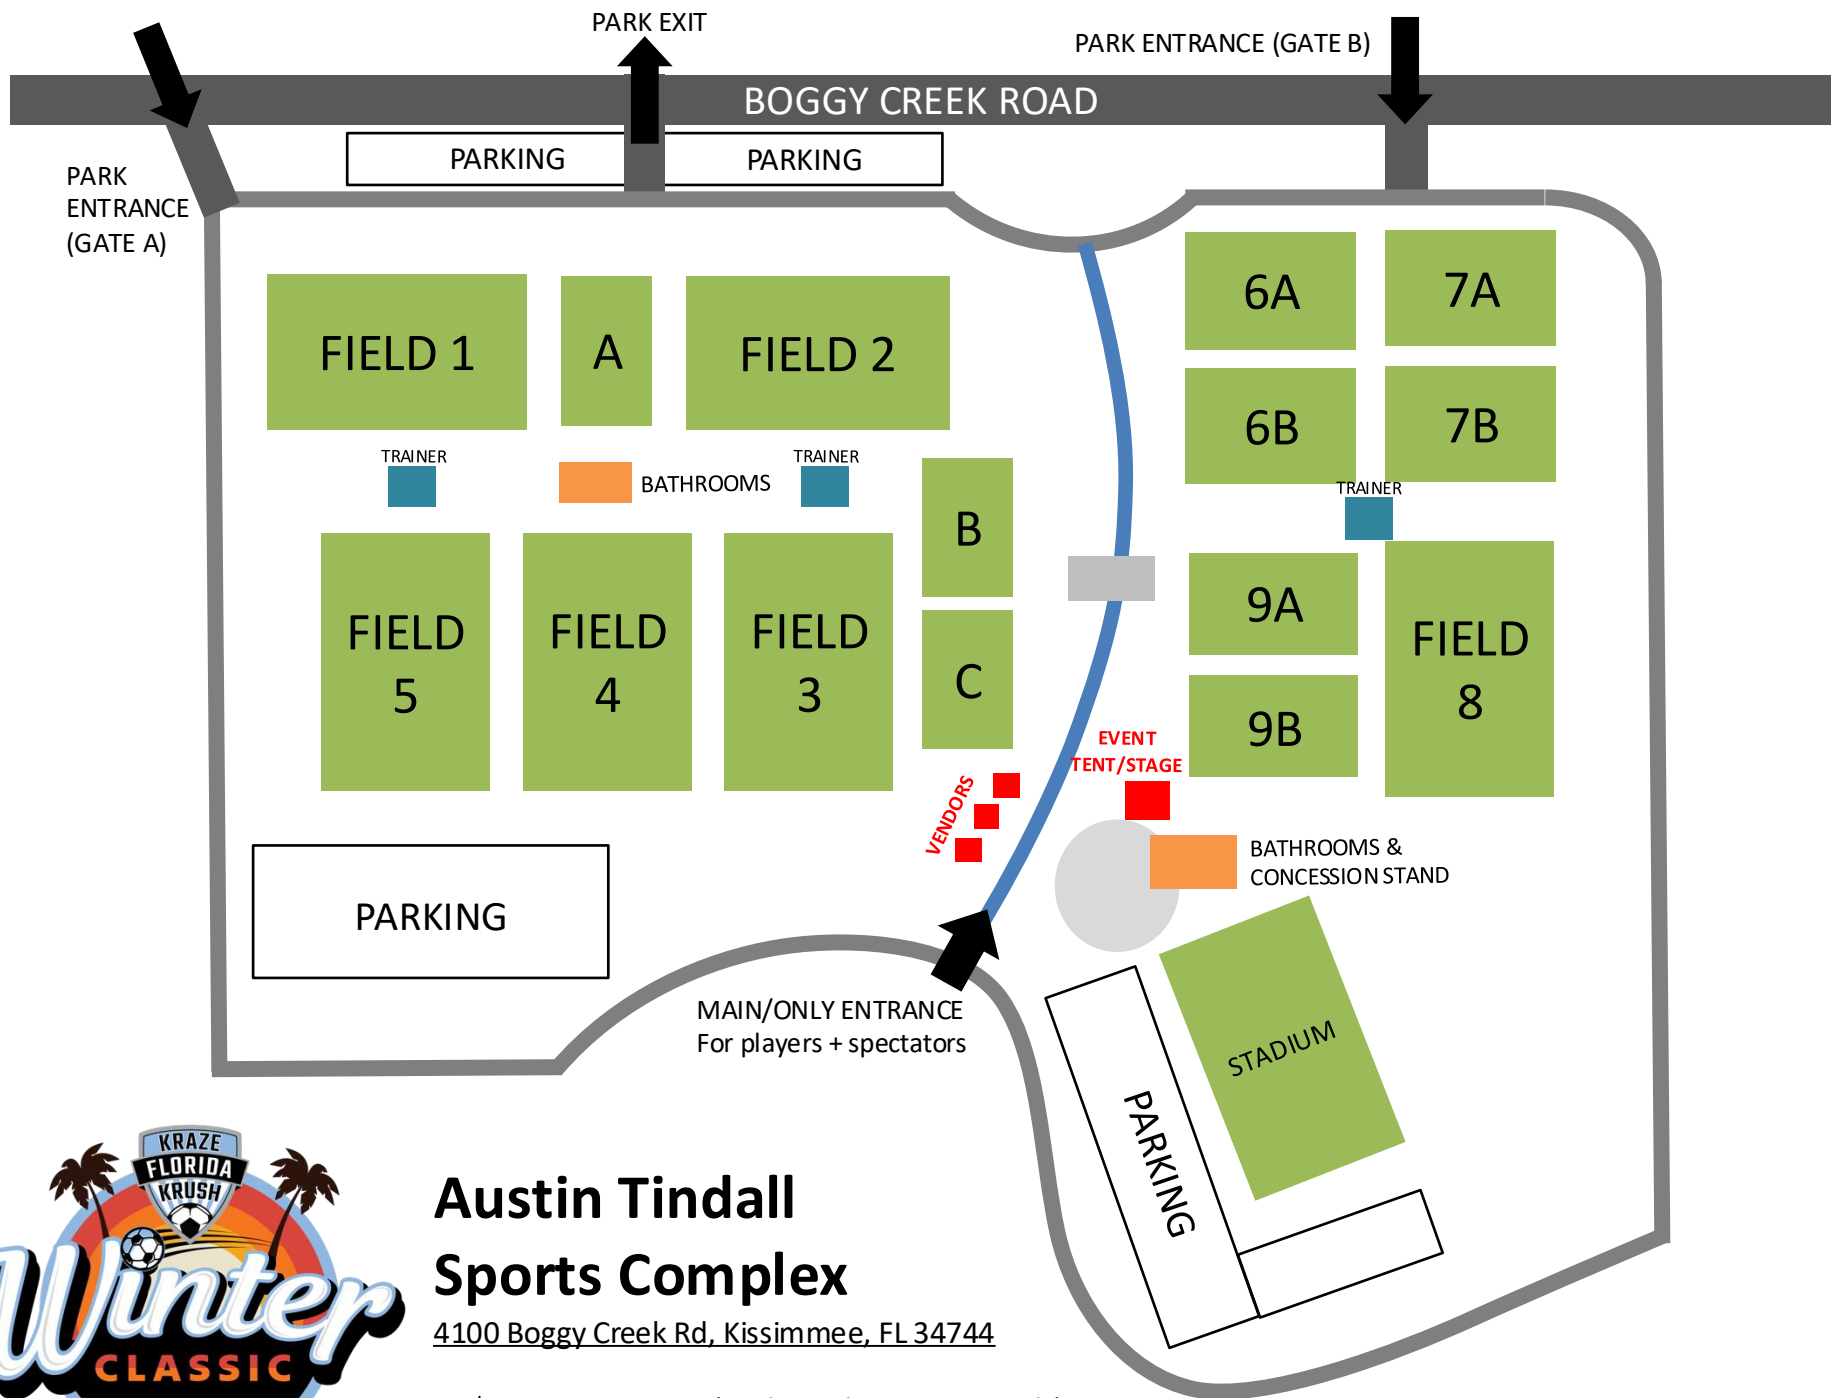 PARK EXIT
PARK ENTRANCE (GATE B)
BOGGY CREEK ROAD
PARKING
PARKING
PARK
ENTRANCE
(GATE A)
FIELD 1
A
FIELD 2
6A
7A
6B
7B
TRAINER
BATHROOMS
TRAINER
TRAINER
B
FIELD
5
FIELD
4
FIELD
3
C
9A
9B
FIELD
8
EVENT
TENT/STAGE
VENDORS
BATHROOMS &
CONCESSION STAND
PARKING
MAIN/ONLY ENTRANCE
For players + spectators
STADIUM
PARKING
KRAZE
FLORIDA
KRUSH
Winter
CLASSIC
Austin Tindall
Sports Complex
4100 Boggy Creek Rd, Kissimmee, FL 34744